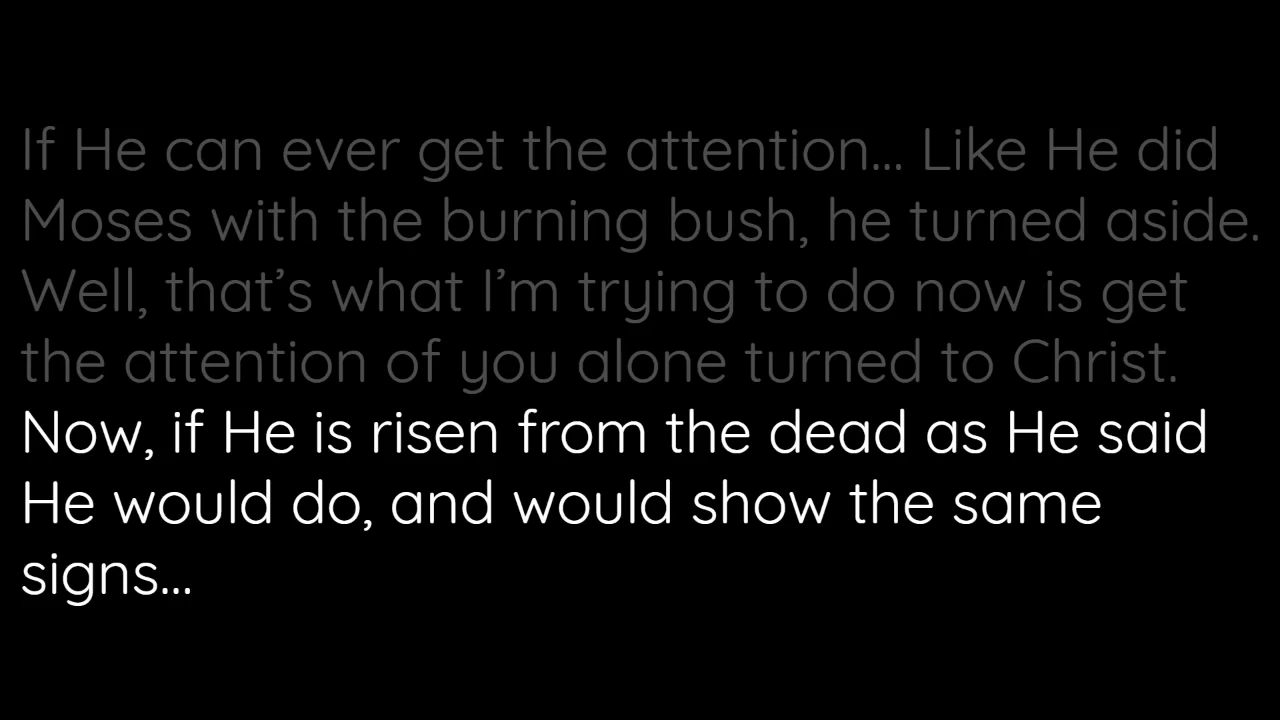 If He can ever get the attention... Like He did
Moses with the burning bush, he turned aside.
Well, that’s what I’m trying to do now is get
the attention of you alone turned to Christ.
Now, if He is risen from the dead as He said
He would do, and would show the same
signs...